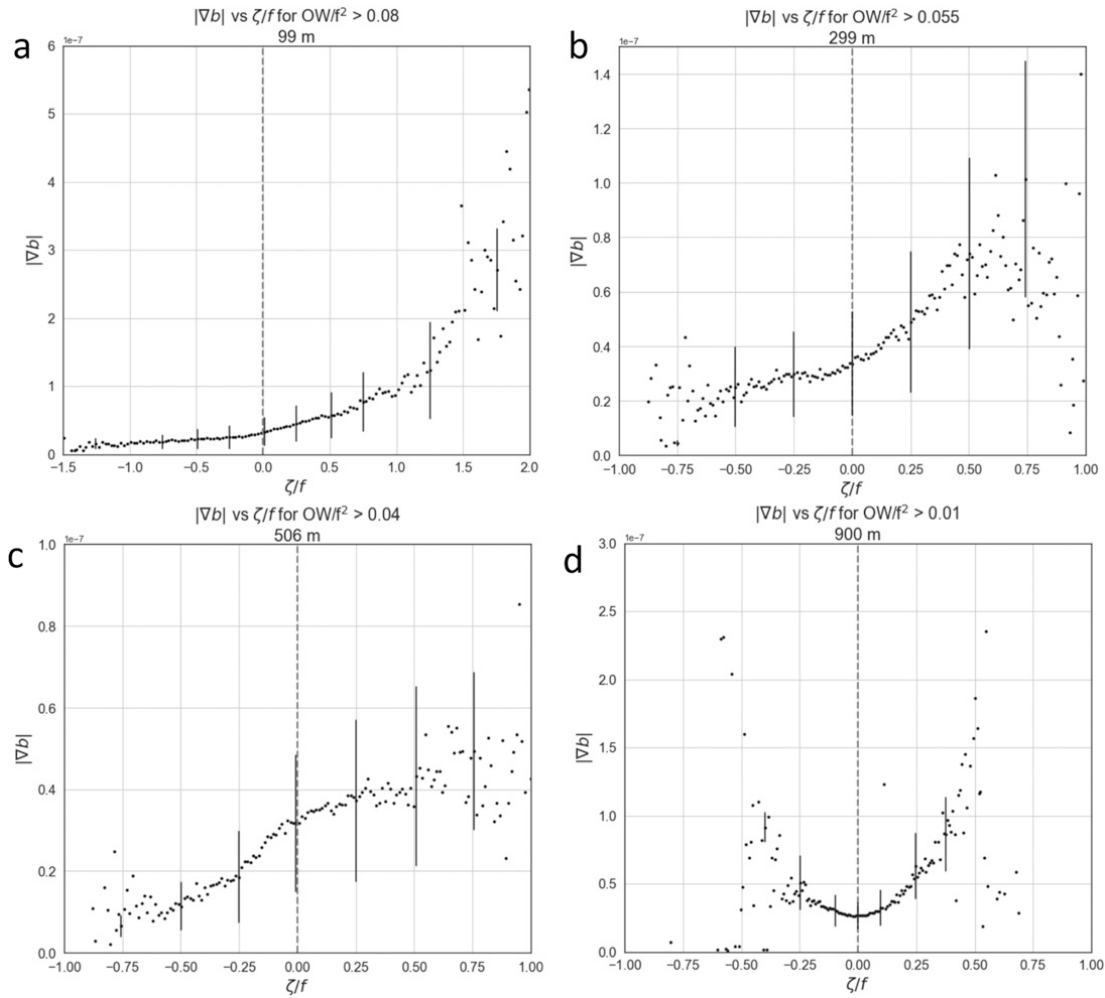 a
|∇b| vs ζ/f for OW/f² > 0.08
99 m
1e−7
6
5
4
3
2
1
0
|∇b|
−1.5 −1.0 −0.5 0.0 0.5 1.0 1.5 2.0
ζ/f
b
|∇b| vs ζ/f for OW/f² > 0.055
299 m
1e−7
1.4
1.2
1.0
0.8
0.6
0.4
0.2
0.0
|∇b|
−1.00 −0.75 −0.50 −0.25 0.00 0.25 0.50 0.75 1.00
ζ/f
c
|∇b| vs ζ/f for OW/f² > 0.04
506 m
1e−7
1.0
0.8
0.6
0.4
0.2
0.0
|∇b|
−1.00 −0.75 −0.50 −0.25 0.00 0.25 0.50 0.75 1.00
ζ/f
d
|∇b| vs ζ/f for OW/f² > 0.01
900 m
1e−7
3.0
2.5
2.0
1.5
1.0
0.5
0.0
|∇b|
−1.00 −0.75 −0.50 −0.25 0.00 0.25 0.50 0.75 1.00
ζ/f